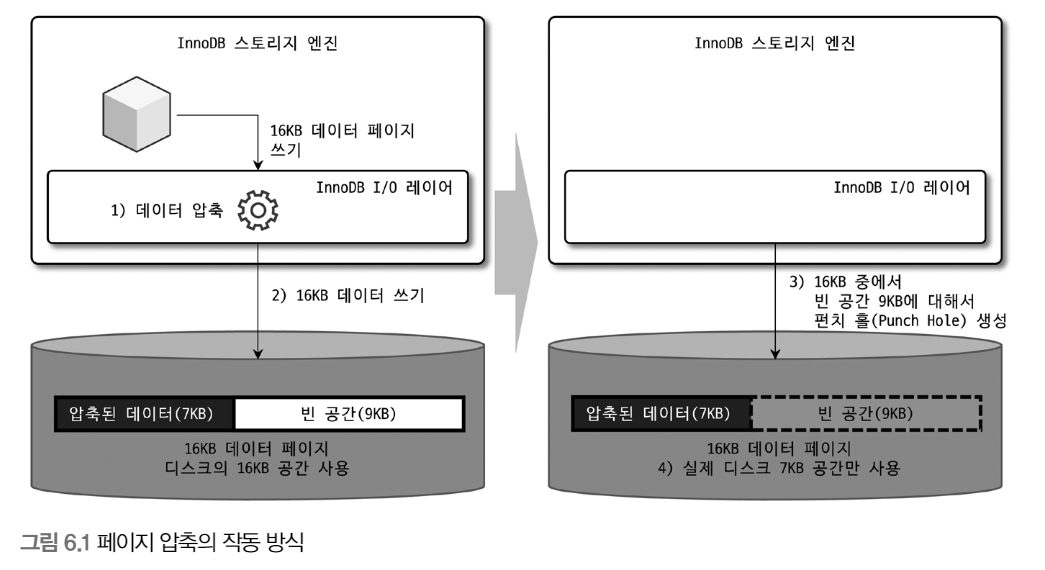 InnoDB 스토리지 엔진
16KB 데이터 페이지
쓰기
InnoDB I/O 레이어
1) 데이터 압축
2) 16KB 데이터 쓰기
압축된 데이터(7KB)
빈 공간(9KB)
16KB 데이터 페이지
디스크의 16KB 공간 사용
InnoDB 스토리지 엔진
InnoDB I/O 레이어
3) 16KB 중에서
빈 공간 9KB에 대해서
펀치 홀(Punch Hole) 생성
압축된 데이터(7KB)
빈 공간(9KB)
16KB 데이터 페이지
4) 실제 디스크 7KB 공간만 사용
그림 6.1 페이지 압축의 작동 방식